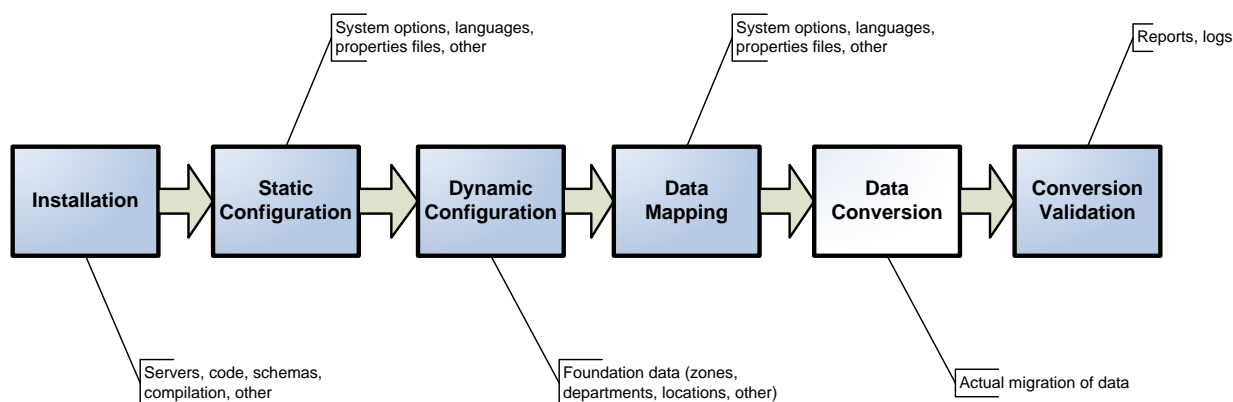 System options, languages,
properties files, other
System options, languages,
properties files, other
Reports, logs
Installation
Static
Configuration
Dynamic
Configuration
Data
Mapping
Data
Conversion
Conversion
Validation
Servers, code, schemas,
compilation, other
Foundation data (zones,
departments, locations, other)
Actual migration of data